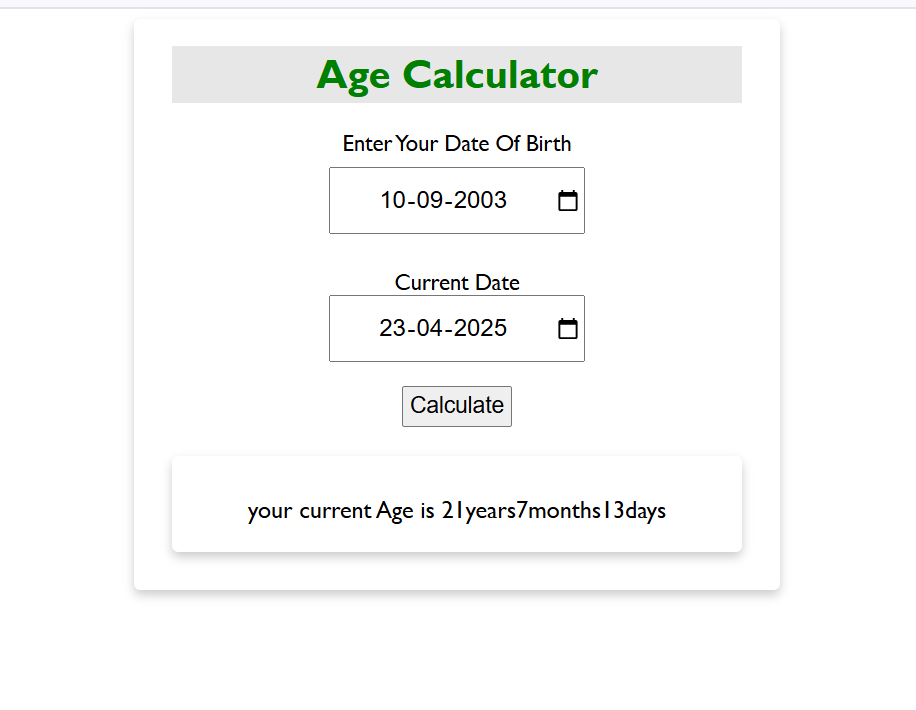 Age Calculator
Enter Your Date Of Birth
10-09-2003
Current Date
23-04-2025
Calculate
your current Age is 21years7months13days